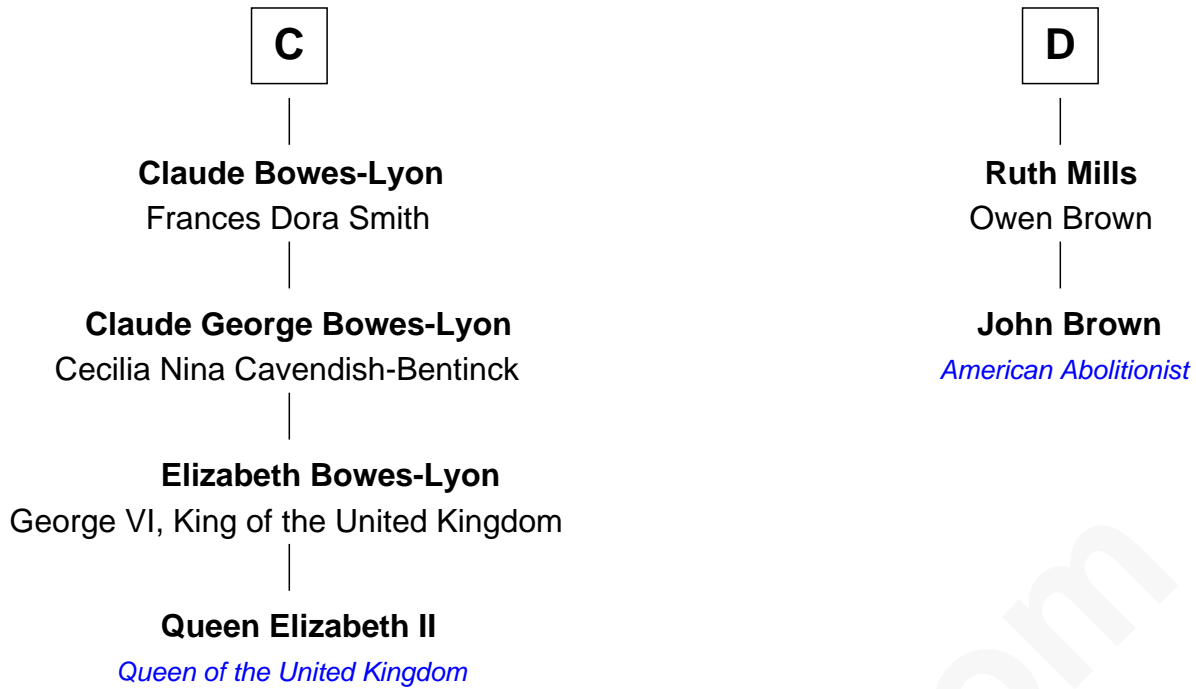 C
Claude Bowes-Lyon
Frances Dora Smith
Claude George Bowes-Lyon
Cecilia Nina Cavendish-Bentinck
Elizabeth Bowes-Lyon
George VI, King of the United Kingdom
Queen Elizabeth II
Queen of the United Kingdom
D
Ruth Mills
Owen Brown
John Brown
American Abolitionist
om